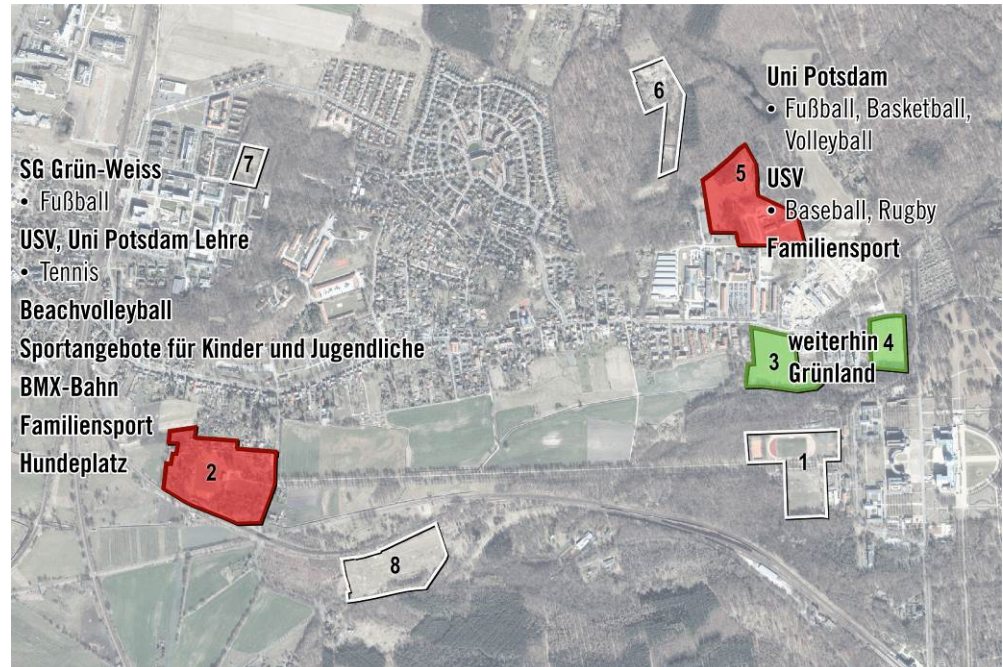 SG Grün-Weiss
• Fußball
USV, Uni Potsdam Lehre
• Tennis
Beachvolleyball
Sportangebote für Kinder und Jugendliche
BMX-Bahn
Familiensport
Hundeplatz
Uni Potsdam
• Fußball, Basketball,
Volleyball
USV
• Baseball, Rugby
Familiensport
weiterhin
Grünland
6
7
5
3
4
2
1
8